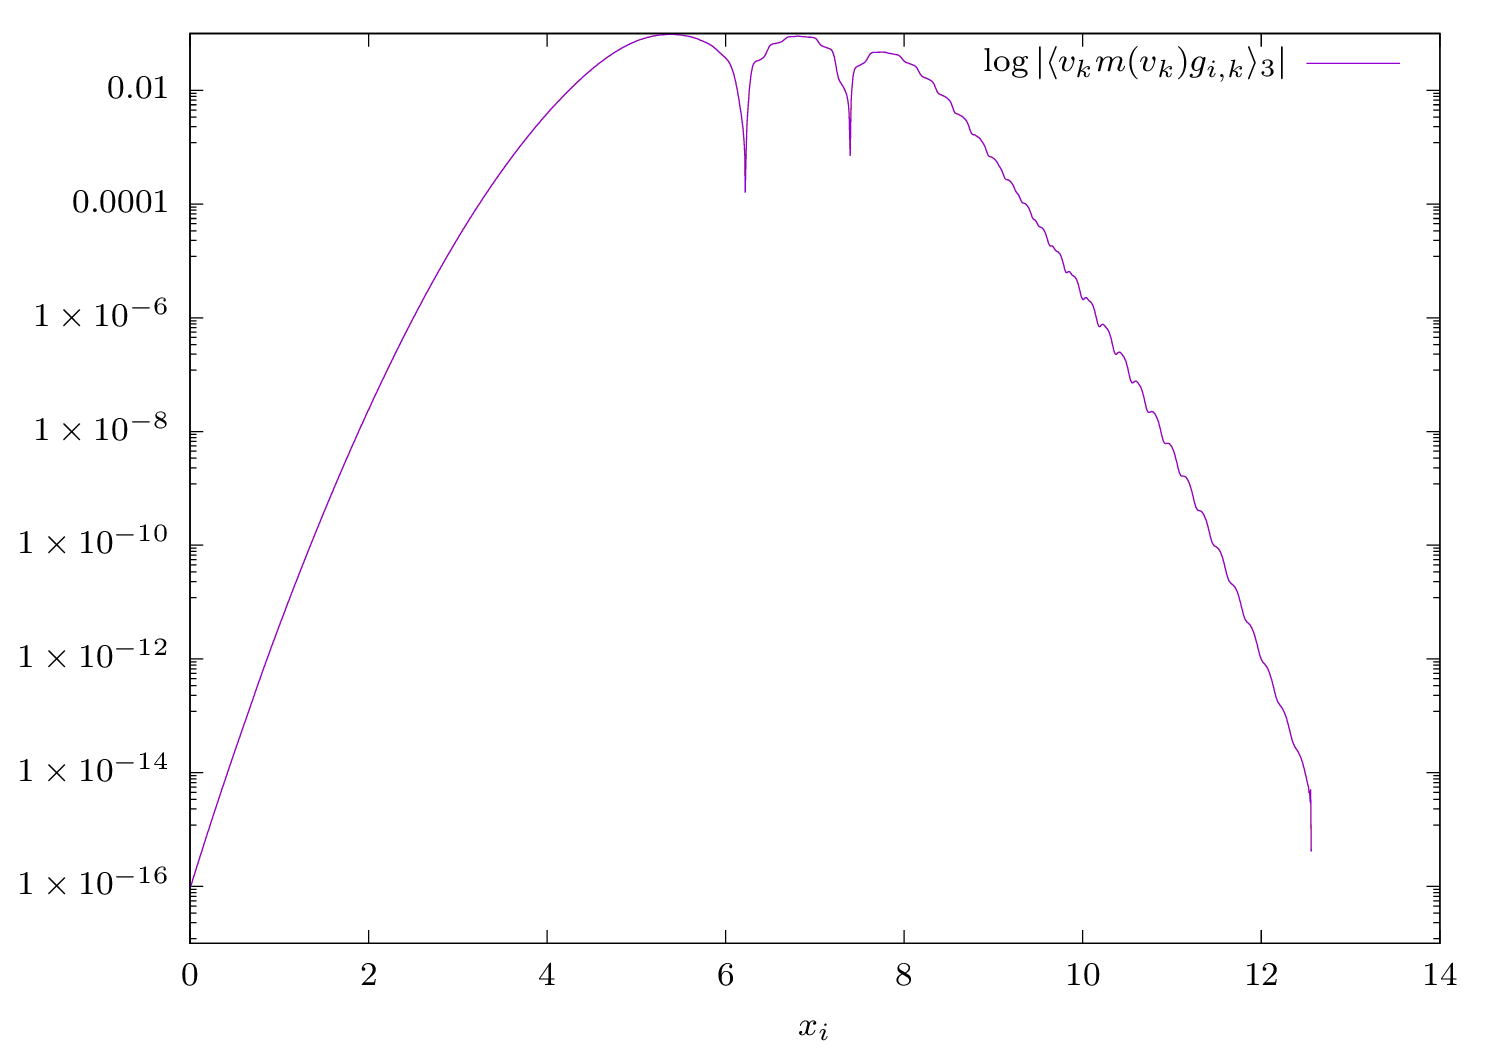 log |⟨v_k m(v_k) g_{i,k}⟩_3|
0.01
0.0001
1 × 10^{−6}
1 × 10^{−8}
1 × 10^{−10}
1 × 10^{−12}
1 × 10^{−14}
1 × 10^{−16}
0 2 4 6 8 10 12 14
x_i